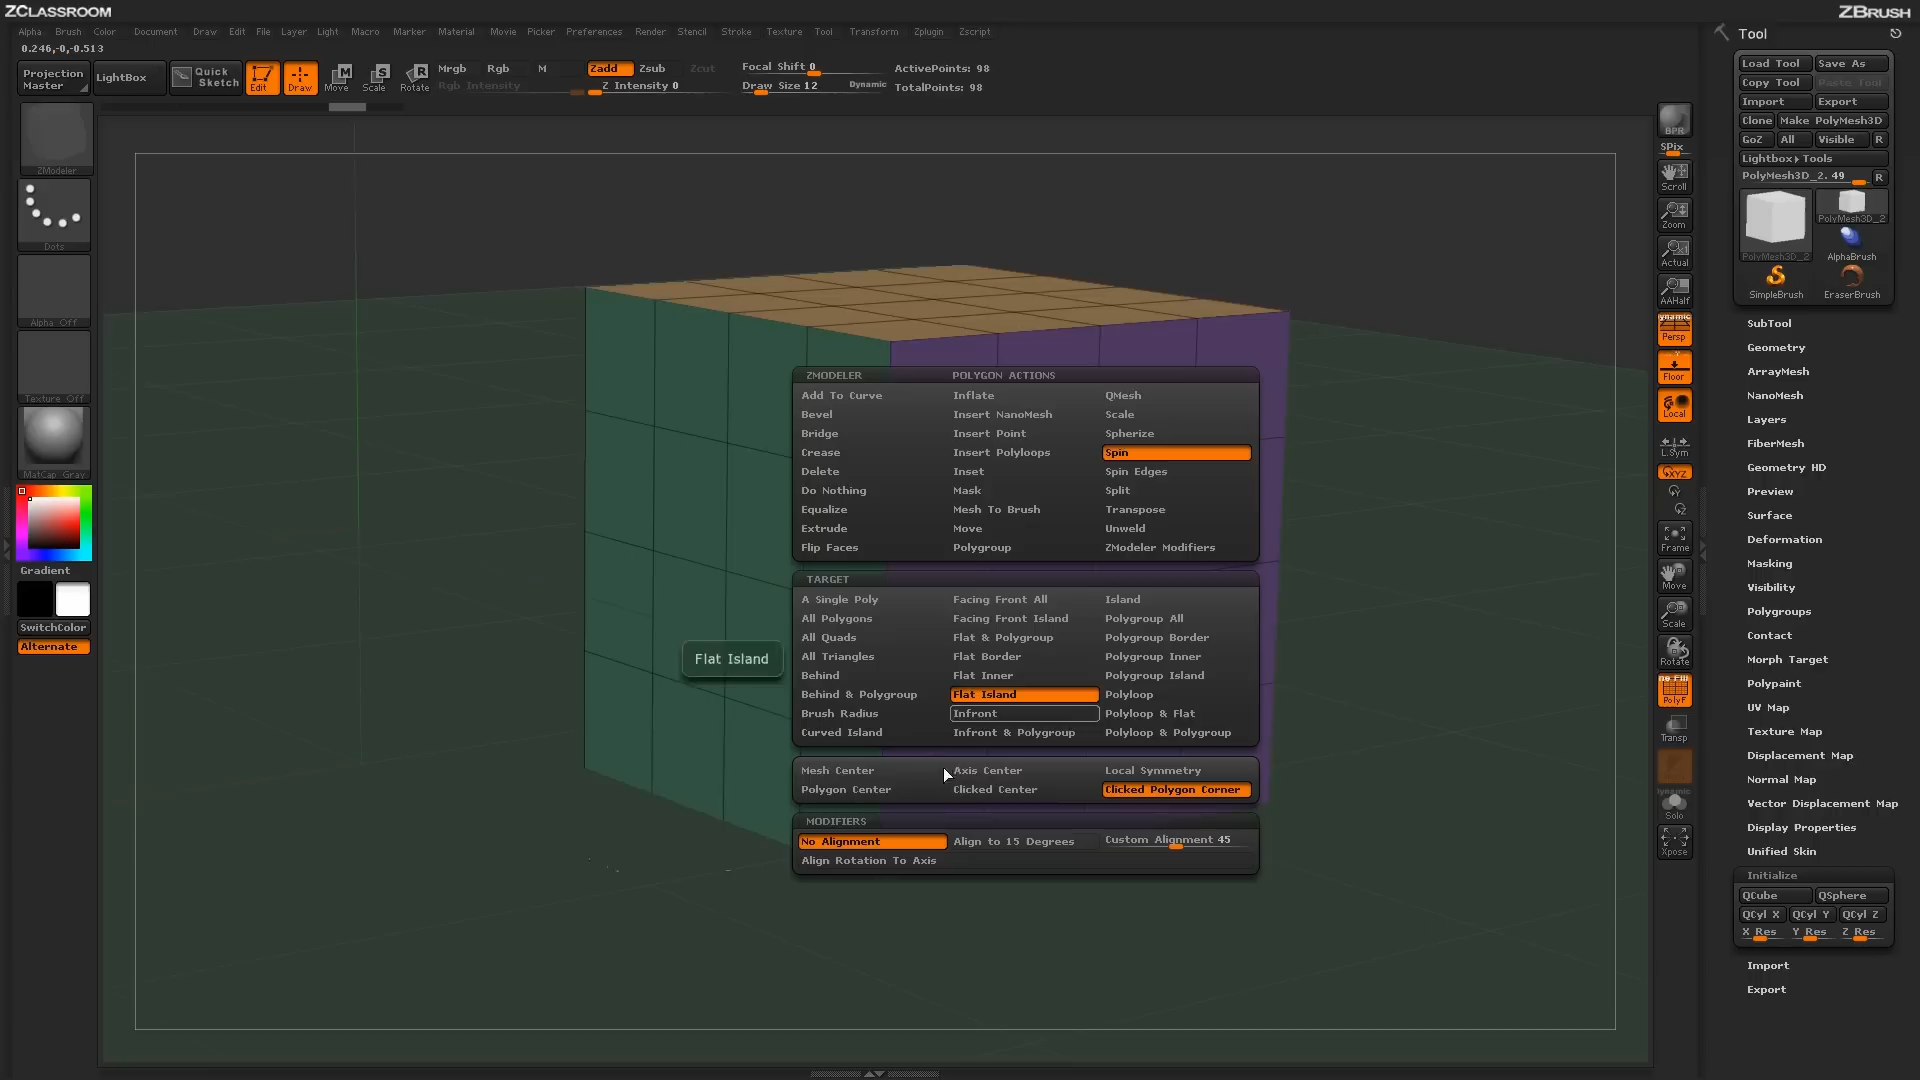 ZCLASSROOM
ZBRUSH
Alpha Brush Color Document Draw Edit File Layer Light Macro Marker Material Movie Picker Preferences Render Stencil Stroke Texture Tool Transform Zplugin Zscript
0.246,-0,-0.513
Projection Master
LightBox
Quick Sketch
Edit
Draw
Move
Scale
Rotate
Mrgb Rgb M
Rgb Intensity
Zadd Zsub Zcut
Z Intensity 0
Focal Shift 0
Draw Size 12 Dynamic
ActivePoints: 98
TotalPoints: 98
ZModeler
Dots
Alpha Off
Texture Off
MatCap Gray
Gradient
SwitchColor
Alternate
ZMODELER POLYGON ACTIONS
Add To Curve Inflate QMesh
Bevel Insert NanoMesh Scale
Bridge Insert Point Spherize
Crease Insert Polyloops Spin
Delete Inset Spin Edges
Do Nothing Mask Split
Equalize Mesh To Brush Transpose
Extrude Move Unweld
Flip Faces Polygroup ZModeler Modifiers
TARGET
A Single Poly Facing Front All Island
All Polygons Facing Front Island Polygroup All
All Quads Flat & Polygroup Polygroup Border
All Triangles Flat Border Polygroup Inner
Behind Flat Inner Polygroup Island
Behind & Polygroup Flat Island Polyloop
Brush Radius Infront Polyloop & Flat
Curved Island Infront & Polygroup Polyloop & Polygroup
Flat Island
Mesh Center Axis Center Local Symmetry
Polygon Center Clicked Center Clicked Polygon Corner
MODIFIERS
No Alignment Align to 15 Degrees Custom Alignment 45
Align Rotation To Axis
BPR
SPix
Scroll
Zoom
Actual
AAHalf
Persp
Floor
Local
L.Sym
XYZ
Frame
Move
Scale
Rotate
PolyF
Transp
Dynamic
Solo
Xpose
Tool
Load Tool Save As
Copy Tool Paste Tool
Import Export
Clone Make PolyMesh3D
GoZ All Visible R
Lightbox▸Tools
PolyMesh3D_2. 49 R
PolyMesh3D_2
PolyMesh3D_2
AlphaBrush
SimpleBrush EraserBrush
SubTool
Geometry
ArrayMesh
NanoMesh
Layers
FiberMesh
Geometry HD
Preview
Surface
Deformation
Masking
Visibility
Polygroups
Contact
Morph Target
Polypaint
UV Map
Texture Map
Displacement Map
Normal Map
Vector Displacement Map
Display Properties
Unified Skin
Initialize
QCube QSphere
QCyl X QCyl Y QCyl Z
X Res Y Res Z Res
Import
Export